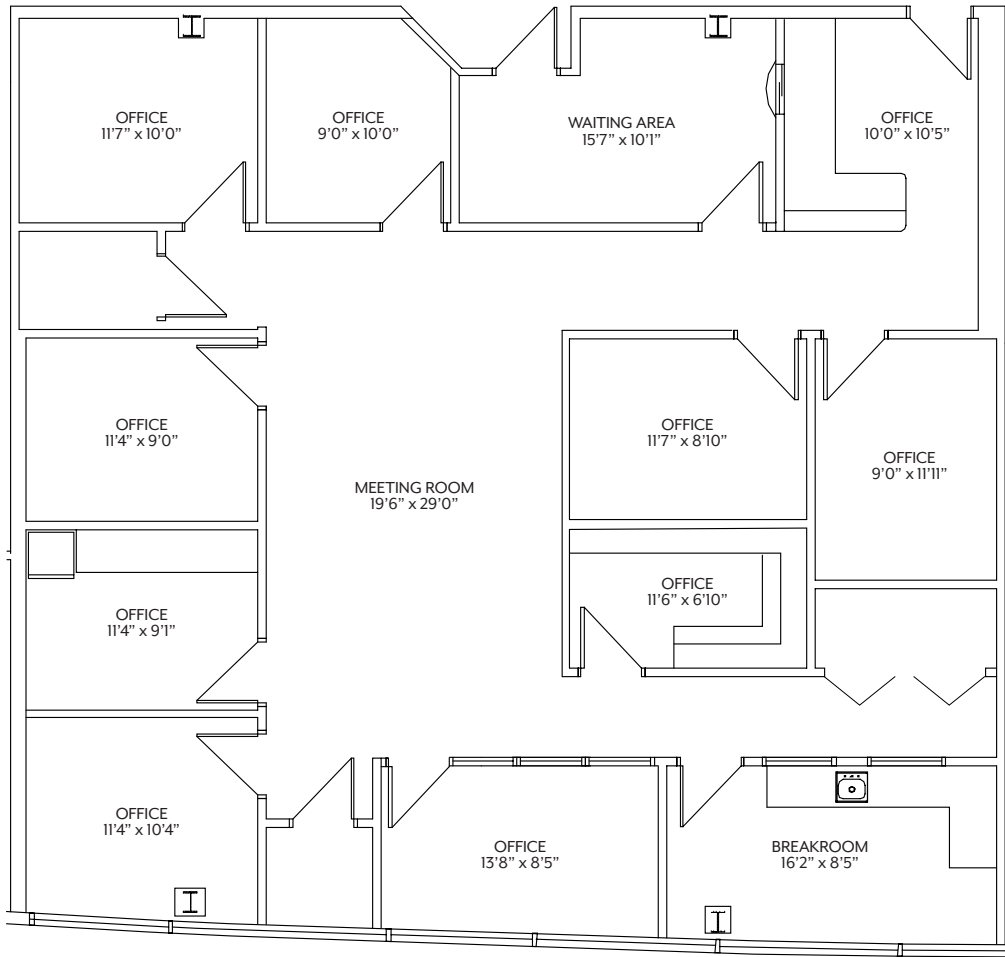 OFFICE
11’7” x 10’0”
OFFICE
9’0” x 10’0”
WAITING AREA
15’7” x 10’1”
OFFICE
10’0” x 10’5”
OFFICE
11’4” x 9’0”
OFFICE
11’7” x 8’10”
OFFICE
9’0” x 11’11”
MEETING ROOM
19’6” x 29’0”
OFFICE
11’6” x 6’10”
OFFICE
11’4” x 9’1”
OFFICE
11’4” x 10’4”
OFFICE
13’8” x 8’5”
BREAKROOM
16’2” x 8’5”